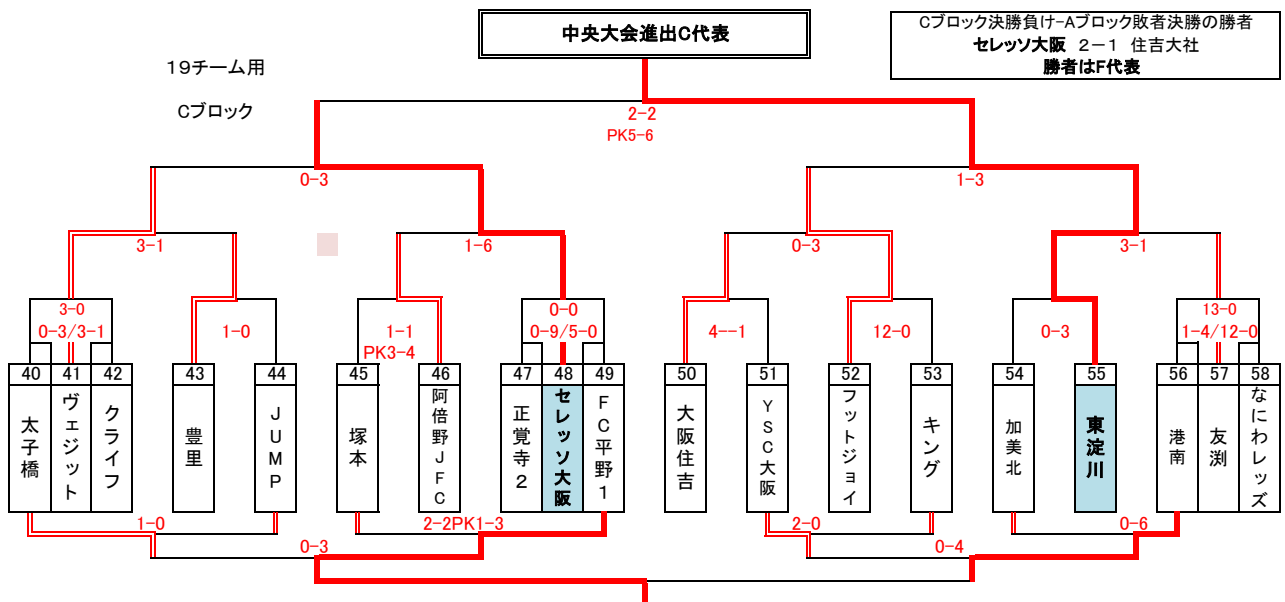 中央大会進出C代表
Cブロック決勝負け-Aブロック敗者決勝の勝者
セレッソ大阪 2-1 住吉大社
勝者はF代表
19チーム用
Cブロック
2-2
PK5-6
0-3
1-3
3-1
1-6
0-3
3-1
3-0
0-0
13-0
0-3/3-1
1-0
1-1
PK3-4
0-9/5-0
4--1
12-0
0-3
1-4/12-0
40 41 42 43 44 45 46 47 48 49 50 51 52 53 54 55 56 57 58
太子橋
ヴェジット
クライフ
豊里
JUMP
塚本
阿倍野JFC
正覚寺2
セレッソ大阪
FC平野1
大阪住吉
YSC大阪
フットジョイ
キング
加美北
東淀川
港南
友渕
なにわレッズ
1-0
2-2PK1-3
2-0
0-6
0-3
0-4